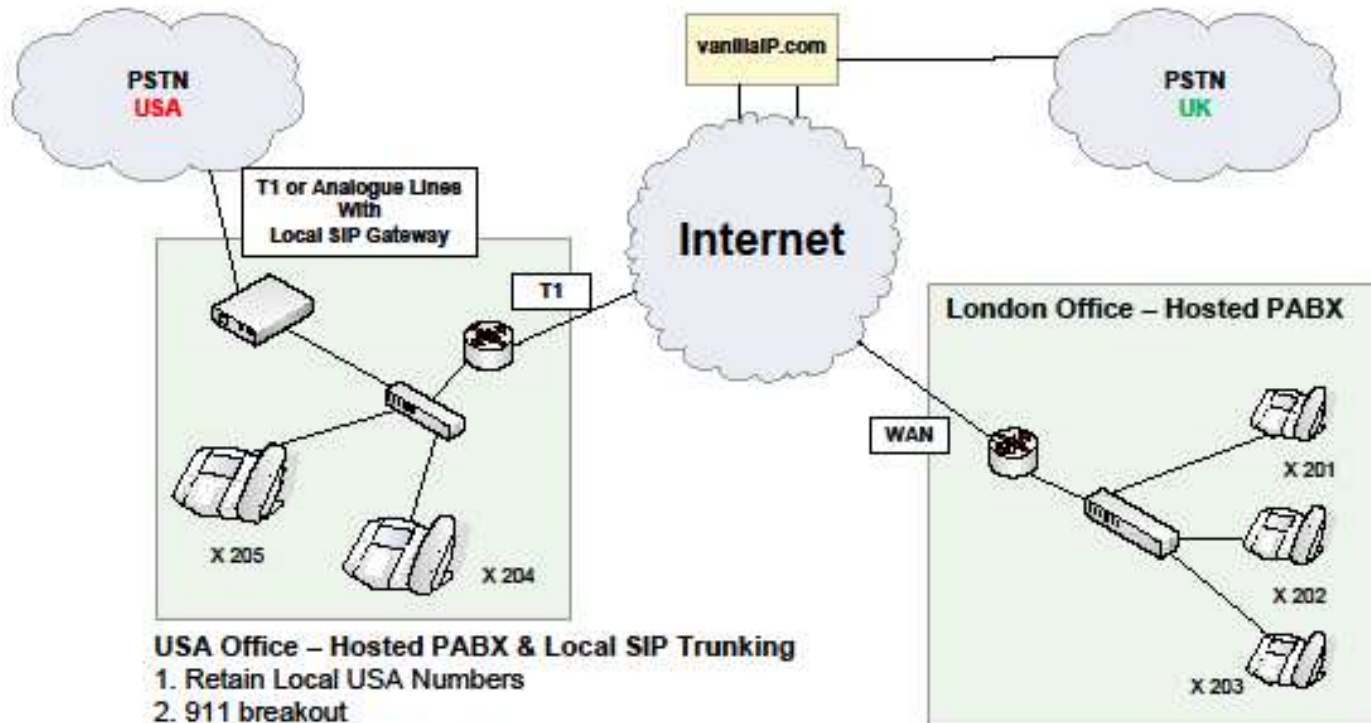 vanillaIP.com
PSTN
USA
PSTN
UK
T1 or Analogue Lines
With
Local SIP Gateway
Internet
T1
London Office – Hosted PABX
WAN
X 201
X 205
X 204
X 202
X 203
USA Office – Hosted PABX & Local SIP Trunking
1. Retain Local USA Numbers
2. 911 breakout